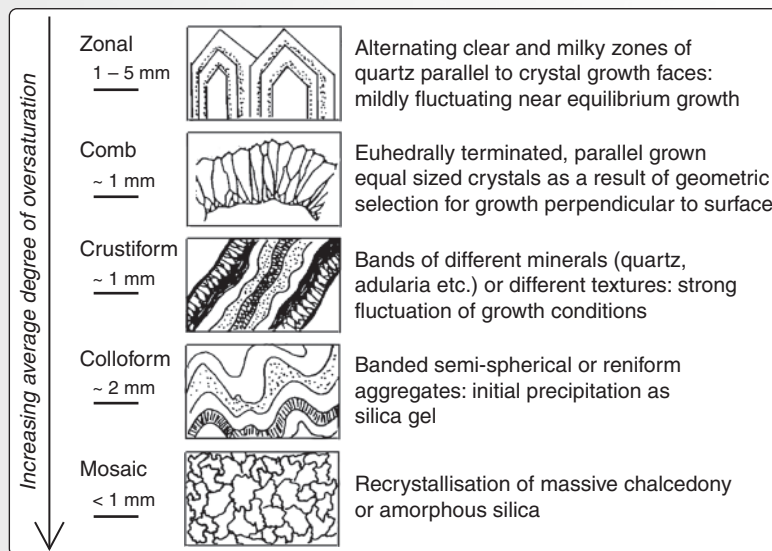 Increasing average degree of oversaturation
Zonal
1 – 5 mm
Alternating clear and milky zones of
quartz parallel to crystal growth faces:
mildly fluctuating near equilibrium growth
Comb
~ 1 mm
Euhedrally terminated, parallel grown
equal sized crystals as a result of geometric
selection for growth perpendicular to surface
Crustiform
~ 1 mm
Bands of different minerals (quartz,
adularia etc.) or different textures: strong
fluctuation of growth conditions
Colloform
~ 2 mm
Banded semi-spherical or reniform
aggregates: initial precipitation as
silica gel
Mosaic
< 1 mm
Recrystallisation of massive chalcedony
or amorphous silica